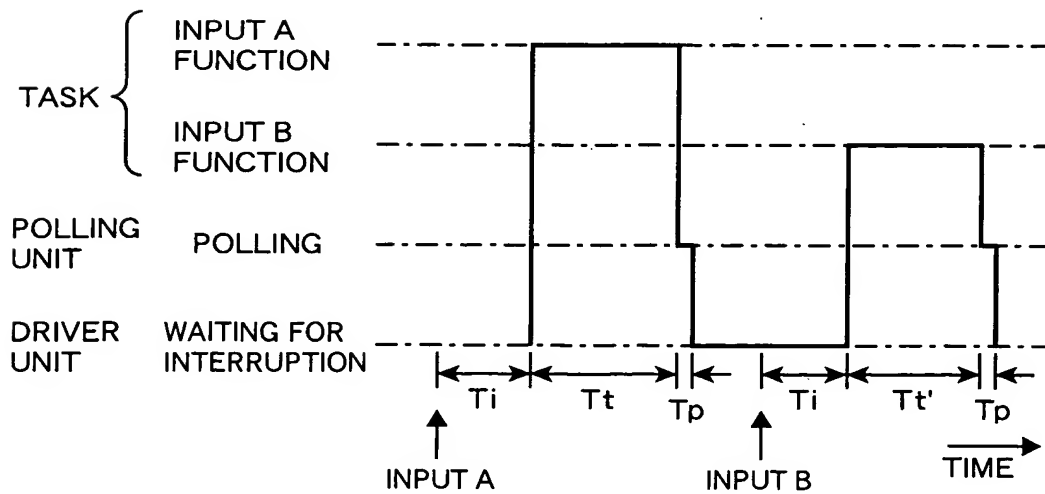 INPUT A
FUNCTION
TASK
INPUT B
FUNCTION
POLLING
UNIT
POLLING
DRIVER
UNIT
WAITING FOR
INTERRUPTION
Ti
Tt
Tp
Ti
Tt'
Tp
INPUT A
INPUT B
TIME